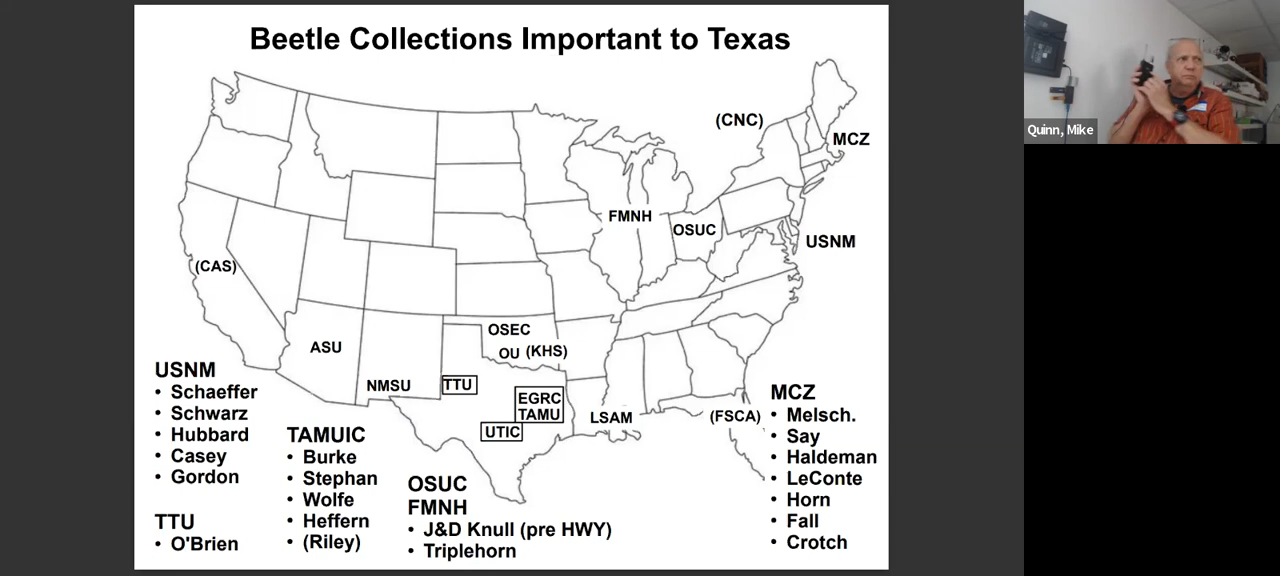 Beetle Collections Important to Texas
(CNC)
MCZ
FMNH
OSUC
USNM
(CAS)
OSEC
OU (KHS)
ASU
NMSU
TTU
EGRC
TAMU
UTIC
LSAM
(FSCA)
USNM
• Schaeffer
• Schwarz
• Hubbard
• Casey
• Gordon
TTU
• O'Brien
TAMUIC
• Burke
• Stephan
• Wolfe
• Heffern
• (Riley)
OSUC
FMNH
• J&D Knull (pre HWY)
• Triplehorn
MCZ
• Melsch.
• Say
• Haldeman
• LeConte
• Horn
• Fall
• Crotch
Quinn, Mike